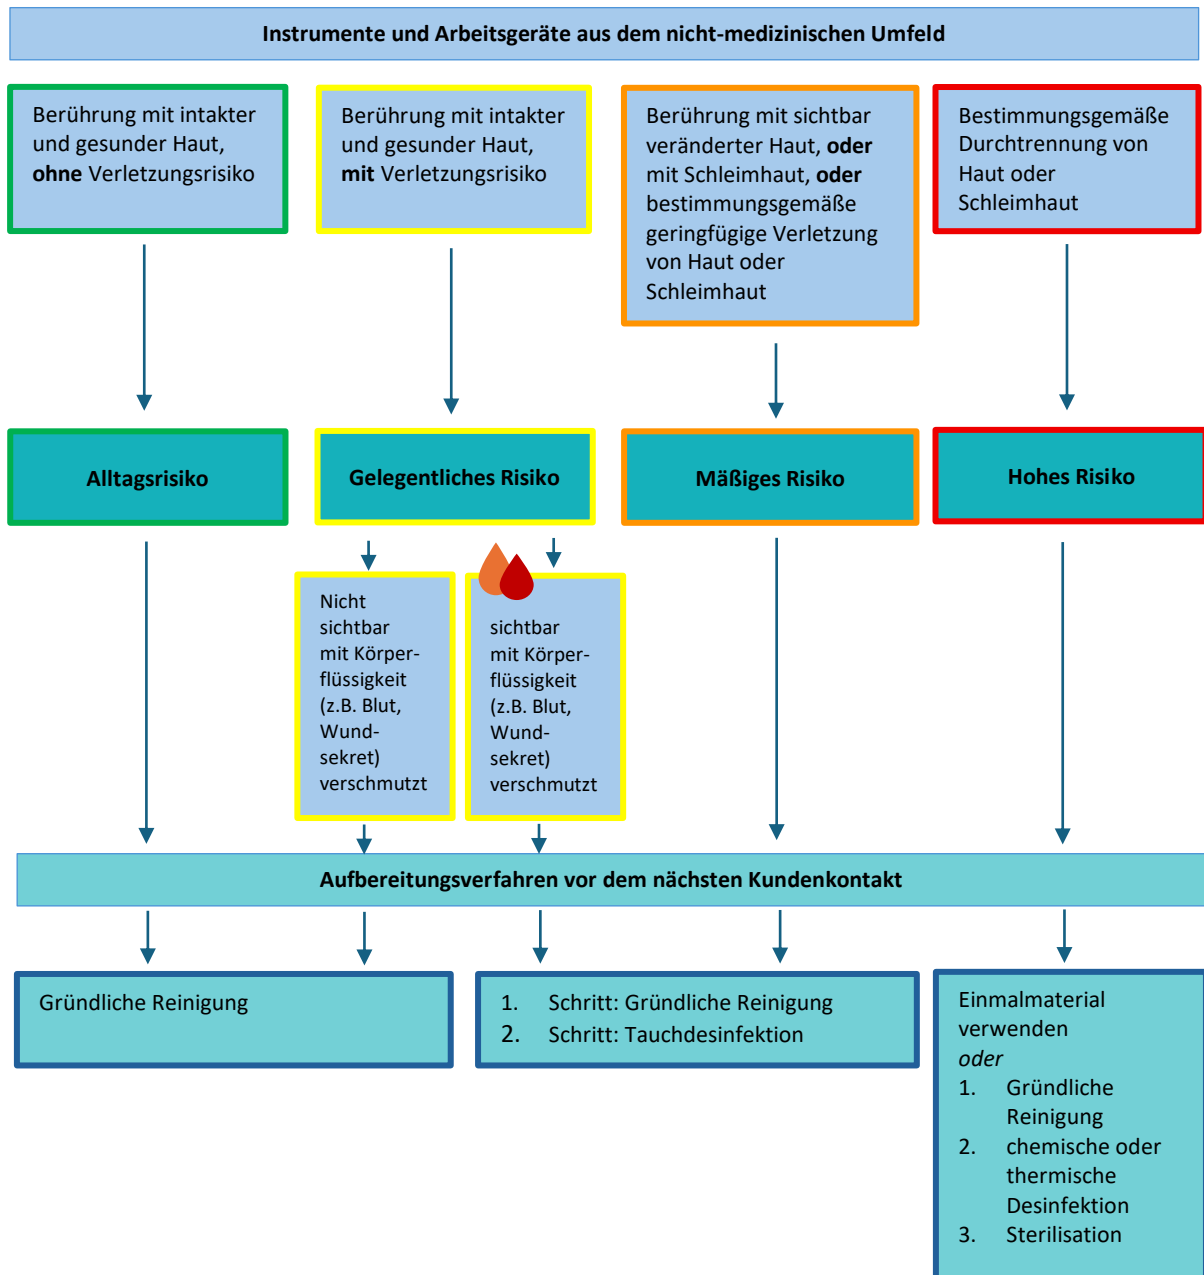 Instrumente und Arbeitsgeräte aus dem nicht-medizinischen Umfeld
Berührung mit intakter
und gesunder Haut,
ohne Verletzungsrisiko
Berührung mit intakter
und gesunder Haut,
mit Verletzungsrisiko
Berührung mit sichtbar
veränderter Haut, oder
mit Schleimhaut, oder
bestimmungsgemäße
geringfügige Verletzung
von Haut oder
Schleimhaut
Bestimmungsgemäße
Durchtrennung von
Haut oder
Schleimhaut
Alltagsrisiko
Gelegentliches Risiko
Mäßiges Risiko
Hohes Risiko
Nicht
sichtbar
mit Körper-
flüssigkeit
(z.B. Blut,
Wund-
sekret)
verschmutzt
sichtbar
mit Körper-
flüssigkeit
(z.B. Blut,
Wund-
sekret)
verschmutzt
Aufbereitungsverfahren vor dem nächsten Kundenkontakt
Gründliche Reinigung
1. Schritt: Gründliche Reinigung
2. Schritt: Tauchdesinfektion
Einmalmaterial
verwenden
oder
1. Gründliche
Reinigung
2. chemische oder
thermische
Desinfektion
3. Sterilisation